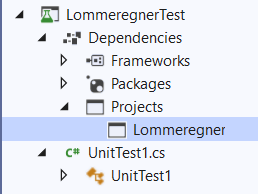 LommeregnerTest
Dependencies
Frameworks
Packages
Projects
Lommeregner
C# UnitTest1.cs
UnitTest1